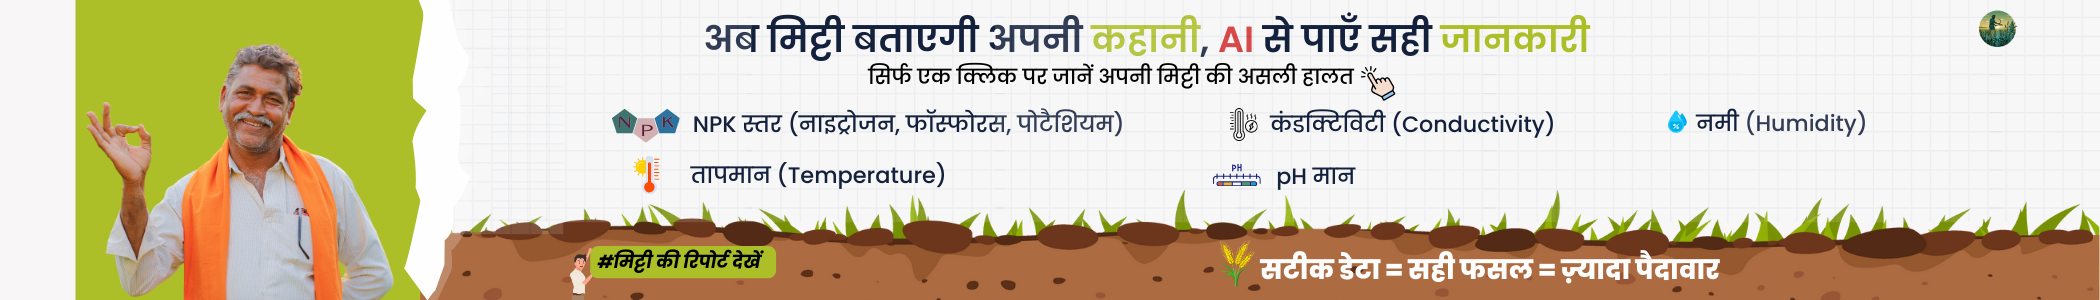 अब मिट्टी बताएगी अपनी कहानी, AI से पाएँ सही जानकारी
सिर्फ एक क्लिक पर जानें अपनी मिट्टी की असली हालत
N P K NPK स्तर (नाइट्रोजन, फॉस्फोरस, पोटैशियम)
कंडक्टिविटी (Conductivity)
% नमी (Humidity)
तापमान (Temperature)
PH pH मान
#मिट्टी की रिपोर्ट देखें
सटीक डेटा = सही फसल = ज़्यादा पैदावार